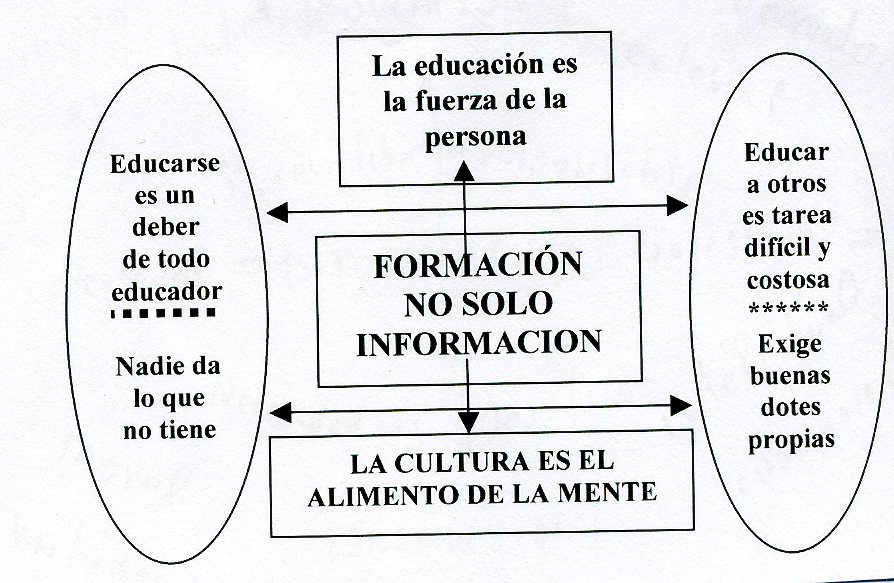 La educación es
la fuerza de la
persona
Educarse
es un
deber
de todo
educador
Nadie da
lo que
no tiene
FORMACIÓN
NO SOLO
INFORMACION
Educar
a otros
es tarea
difícil y
costosa
******
Exige
buenas
dotes
propias
LA CULTURA ES EL
ALIMENTO DE LA MENTE